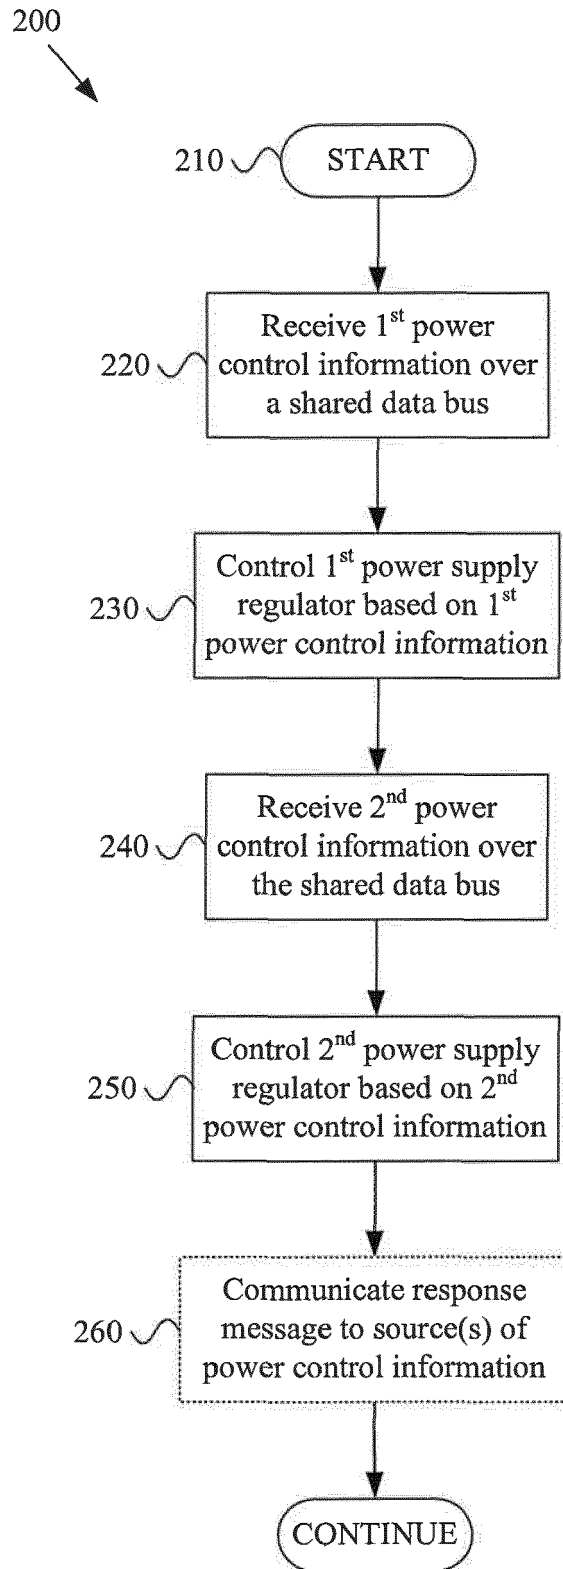 200
210
START
220
Receive 1st power
control information over
a shared data bus
230
Control 1st power supply
regulator based on 1st
power control information
240
Receive 2nd power
control information over
the shared data bus
250
Control 2nd power supply
regulator based on 2nd
power control information
260
Communicate response
message to source(s) of
power control information
CONTINUE